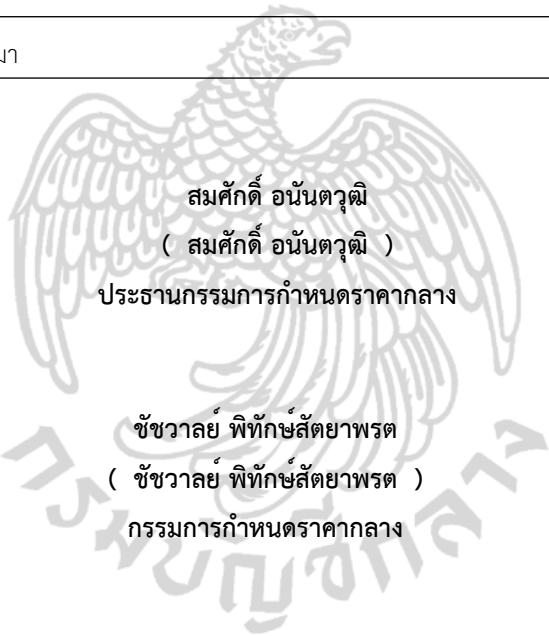 สมศักดิ์ อนันตวุฒิ
( สมศักดิ์ อนันตวุฒิ )
ประธานกรรมการกำหนดราคากลาง
ชัชวาลย์ พิทักษ์สัตยาพรต
( ชัชวาลย์ พิทักษ์สัตยาพรต )
กรรมการกำหนดราคากลาง
กรมบัญชีกลาง